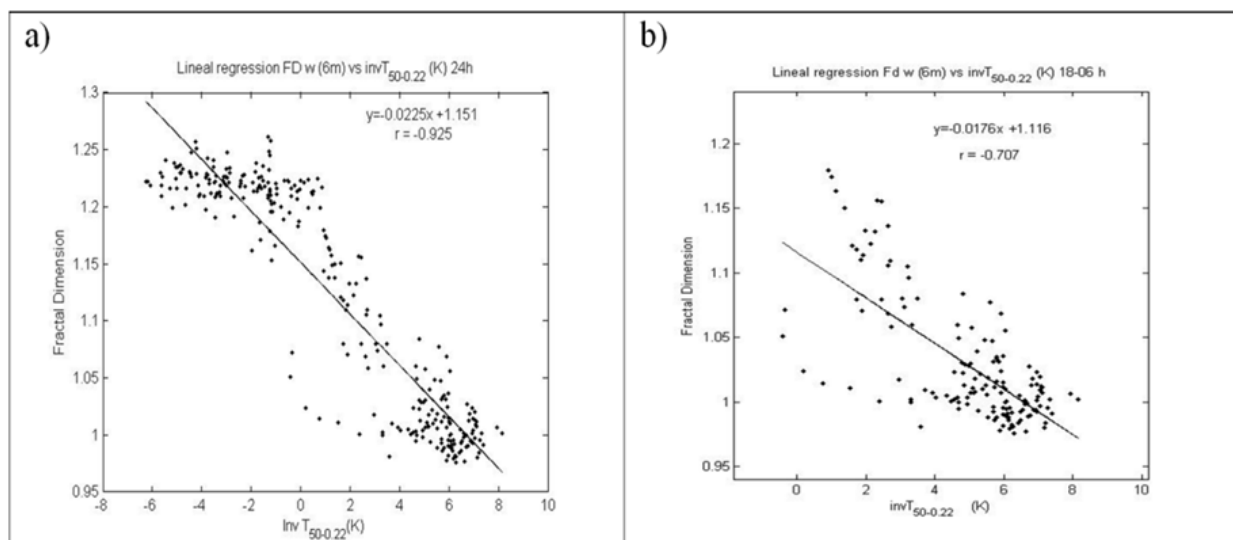 a)
Lineal regression FD w (6m) vs invT50-0.22 (K) 24h
y=-0.0225x +1.151
r = -0.925
1.3
1.25
1.2
1.15
1.1
1.05
1
0.95
Fractal Dimension
-8 -6 -4 -2 0 2 4 6 8 10
Inv T50-0.22(K)
b)
Lineal regression Fd w (6m) vs invT50-0.22 (K) 18-06 h
y=-0.0176x +1.116
r = -0.707
1.2
1.15
1.1
1.05
1
0.95
Fractal Dimension
0 2 4 6 8 10
invT50-0.22 (K)